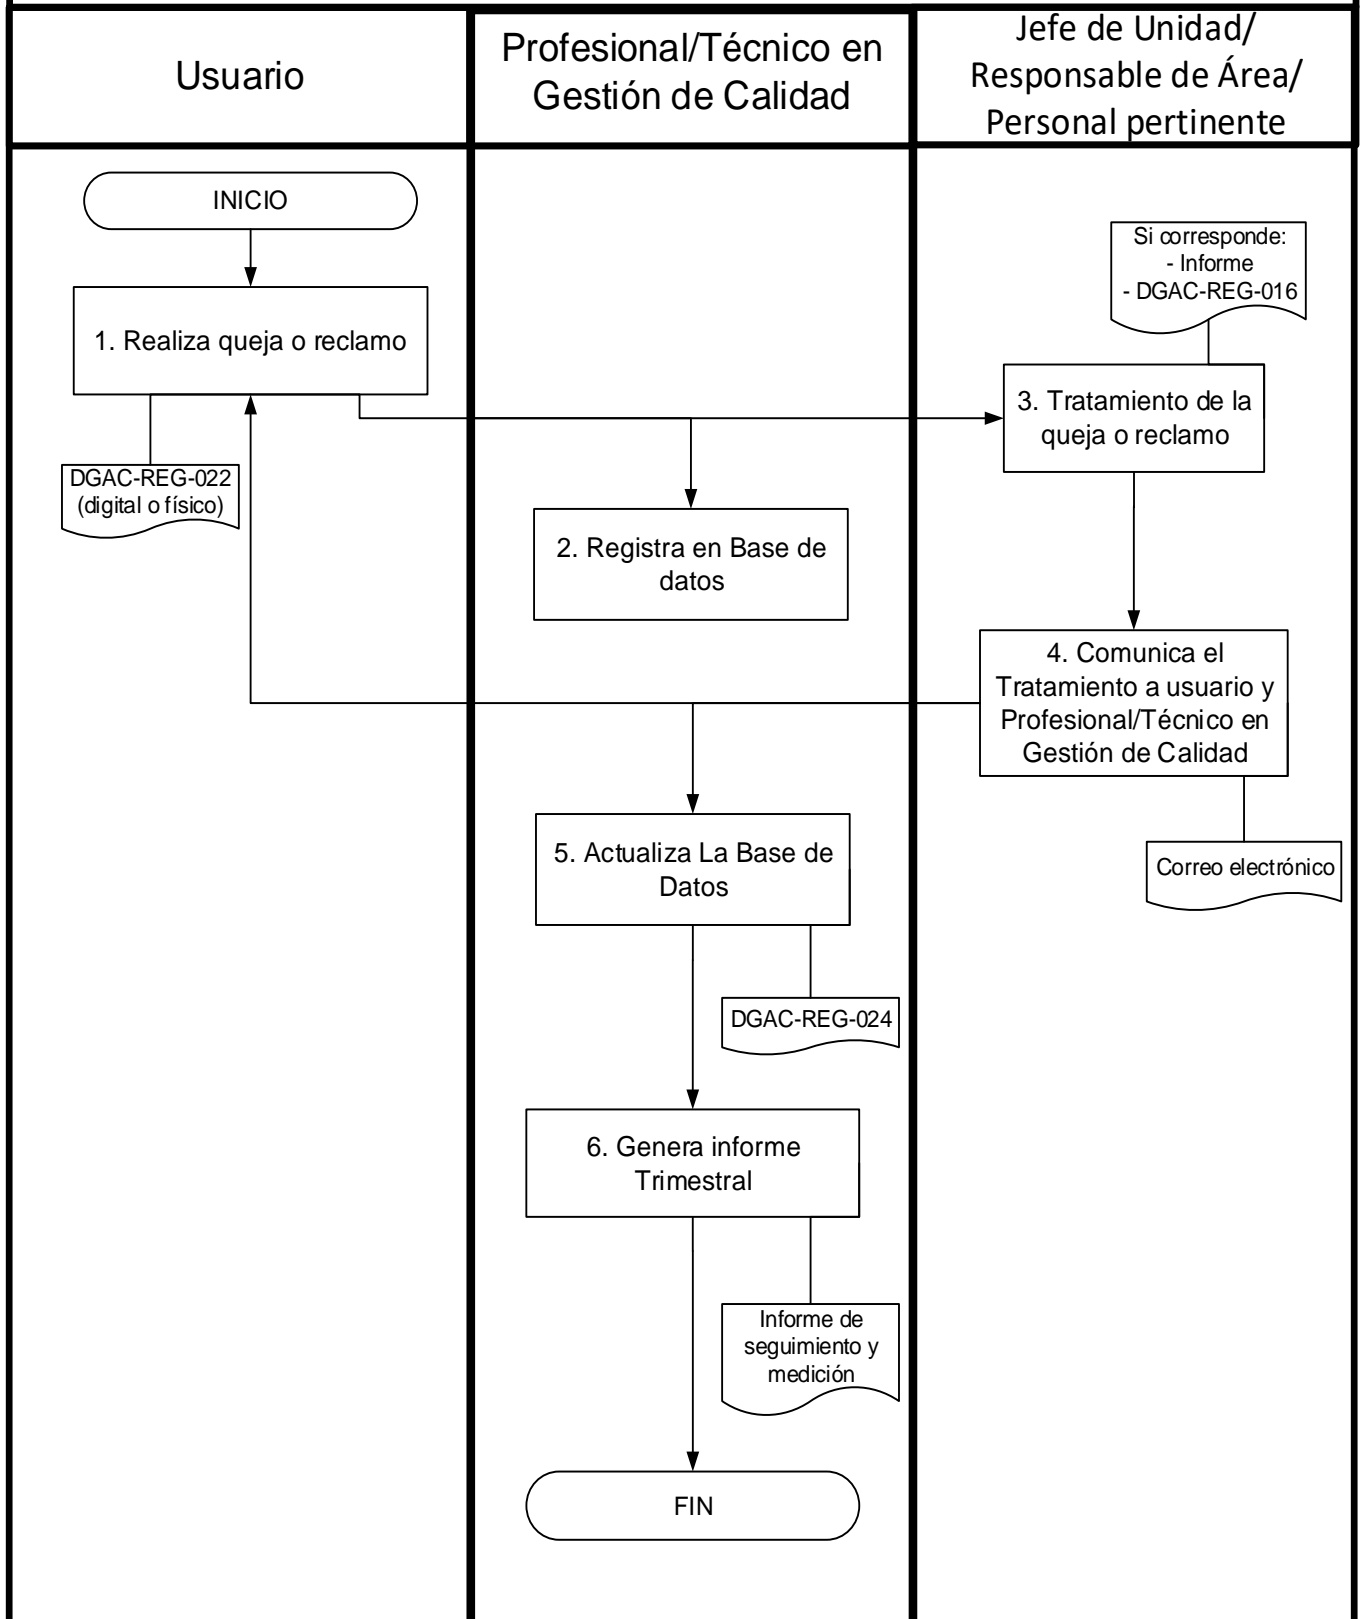 Usuario
Profesional/Técnico en
Gestión de Calidad
Jefe de Unidad/
Responsable de Área/
Personal pertinente
INICIO
Si corresponde:
- Informe
- DGAC-REG-016
1. Realiza queja o reclamo
3. Tratamiento de la
queja o reclamo
DGAC-REG-022
(digital o físico)
2. Registra en Base de
datos
4. Comunica el
Tratamiento a usuario y
Profesional/Técnico en
Gestión de Calidad
5. Actualiza La Base de
Datos
Correo electrónico
DGAC-REG-024
6. Genera informe
Trimestral
Informe de
seguimiento y
medición
FIN